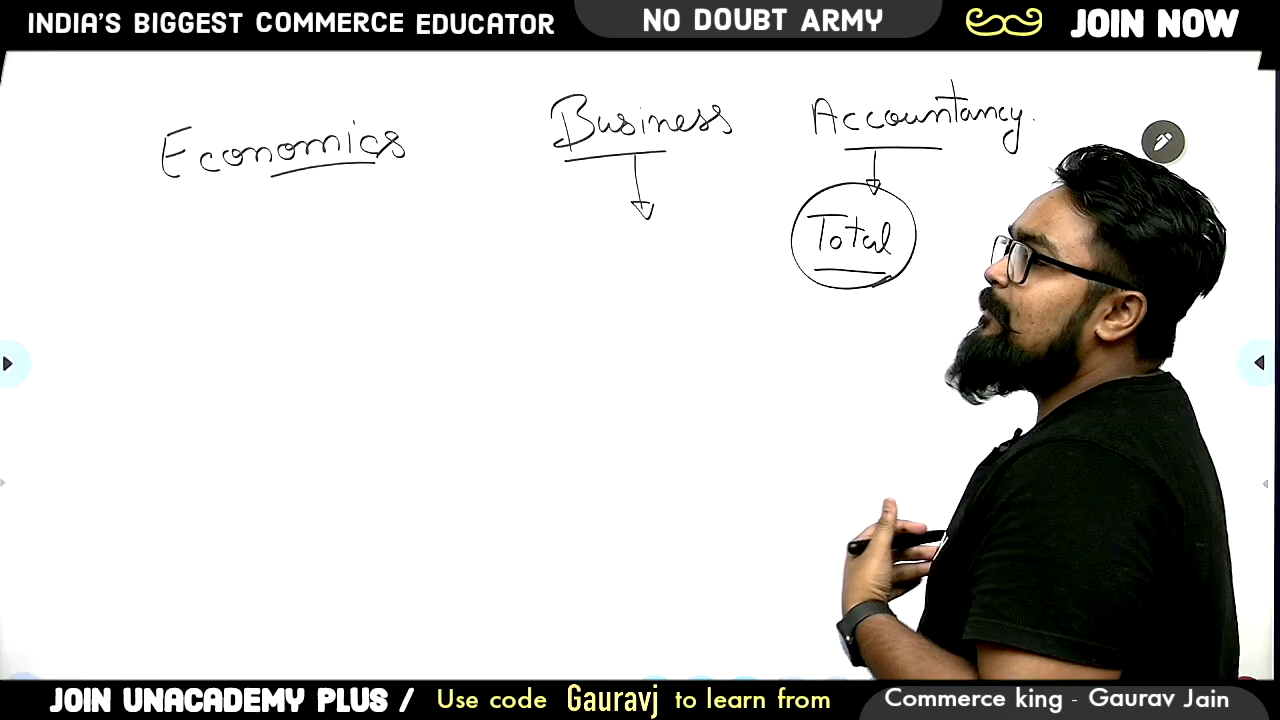 INDIA'S BIGGEST COMMERCE EDUCATOR
NO DOUBT ARMY
JOIN NOW
Economics
Business
Accountancy.
Total
JOIN UNACADEMY PLUS /
Use code Gauravj to learn from
Commerce king - Gaurav Jain